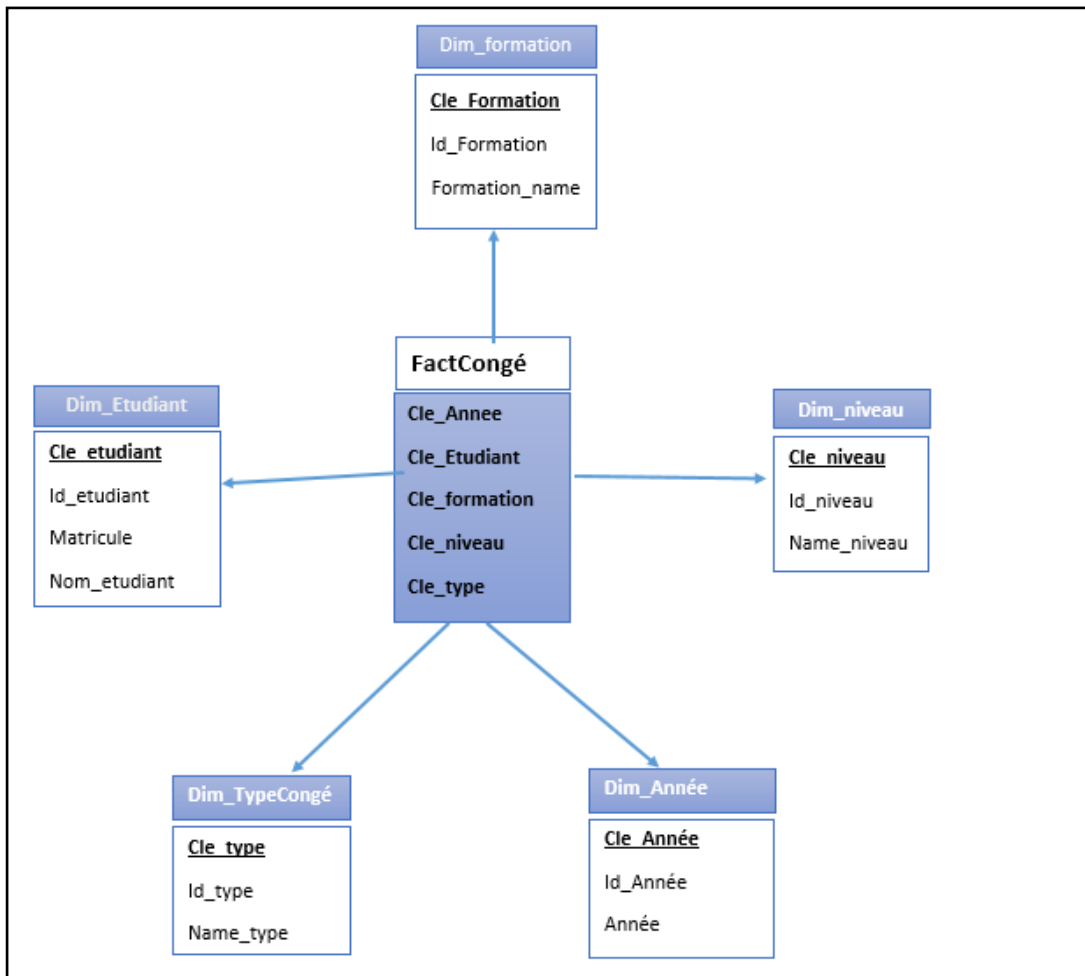 Dim_formation
Cle_Formation
Id_Formation
Formation_name
FactCongé
Cle_Annee
Cle_Etudiant
Cle_formation
Cle_niveau
Cle_type
Dim_Etudiant
Cle_etudiant
Id_etudiant
Matricule
Nom_etudiant
Dim_niveau
Cle_niveau
Id_niveau
Name_niveau
Dim_TypeCongé
Cle_type
Id_type
Name_type
Dim_Année
Cle_Année
Id_Année
Année